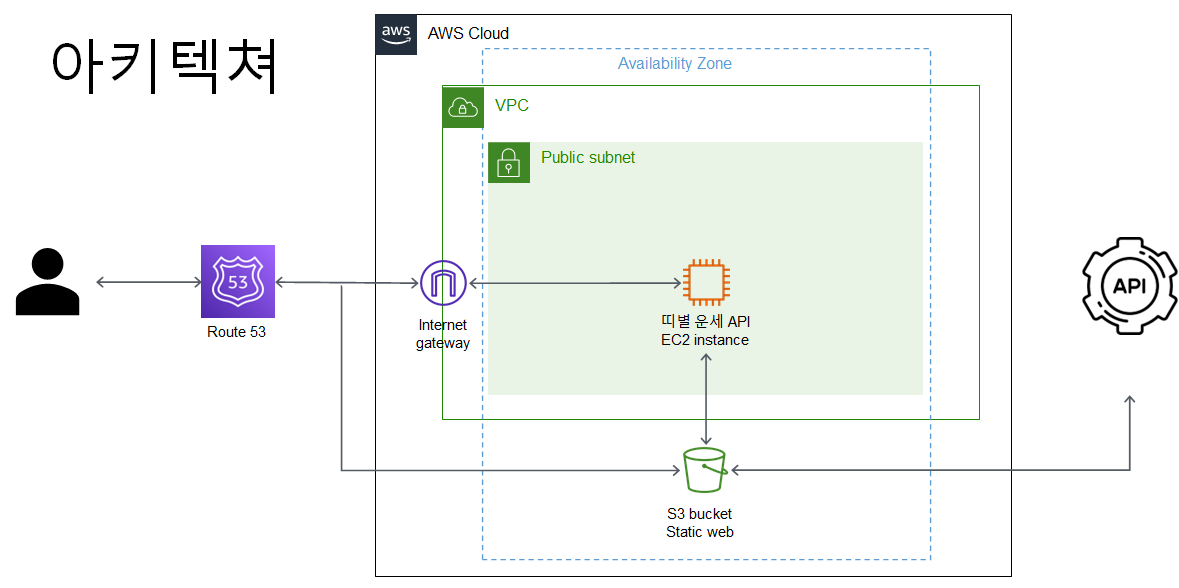 아키텍쳐
aws
AWS Cloud
Availability Zone
VPC
Public subnet
53
Route 53
Internet
gateway
띠별 운세 API
EC2 instance
API
S3 bucket
Static web